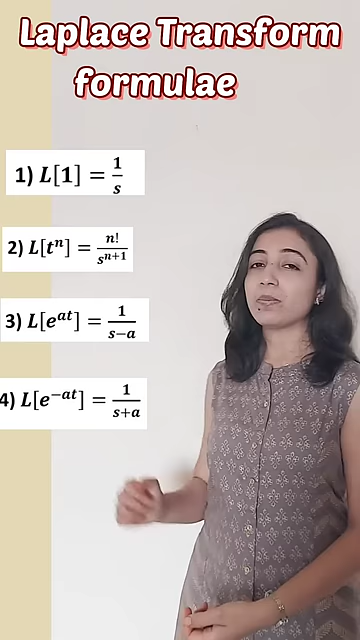 Laplace Transform
formulae
1) L[1] = 1/s
2) L[tⁿ] = n!/sⁿ⁺¹
3) L[eᵃᵗ] = 1/s−a
4) L[e⁻ᵃᵗ] = 1/s+a